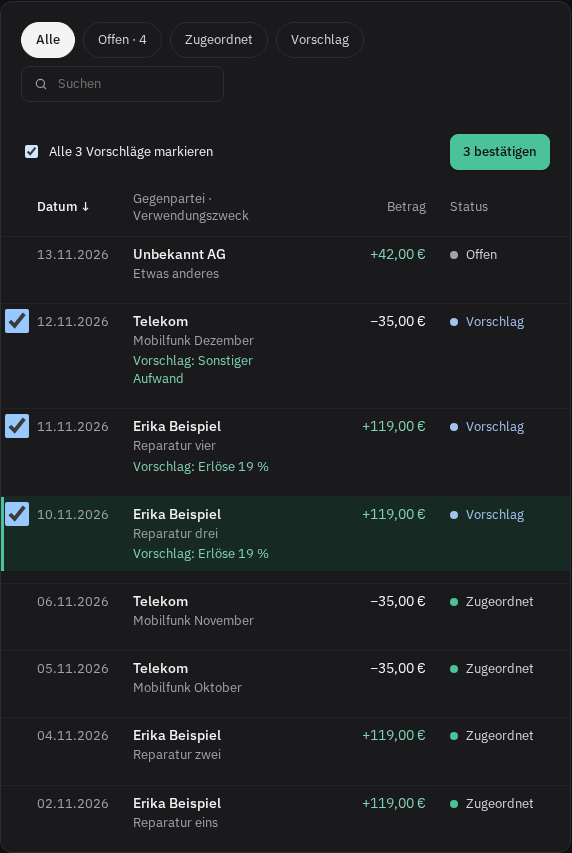 Alle Offen · 4 Zugeordnet Vorschlag
Suchen
Alle 3 Vorschläge markieren 3 bestätigen
Datum ↓ Gegenpartei · Verwendungszweck Betrag Status
13.11.2026 Unbekannt AG +42,00 € Offen
Etwas anderes
12.11.2026 Telekom −35,00 € Vorschlag
Mobilfunk Dezember
Vorschlag: Sonstiger
Aufwand
11.11.2026 Erika Beispiel +119,00 € Vorschlag
Reparatur vier
Vorschlag: Erlöse 19 %
10.11.2026 Erika Beispiel +119,00 € Vorschlag
Reparatur drei
Vorschlag: Erlöse 19 %
06.11.2026 Telekom −35,00 € Zugeordnet
Mobilfunk November
05.11.2026 Telekom −35,00 € Zugeordnet
Mobilfunk Oktober
04.11.2026 Erika Beispiel +119,00 € Zugeordnet
Reparatur zwei
02.11.2026 Erika Beispiel +119,00 € Zugeordnet
Reparatur eins